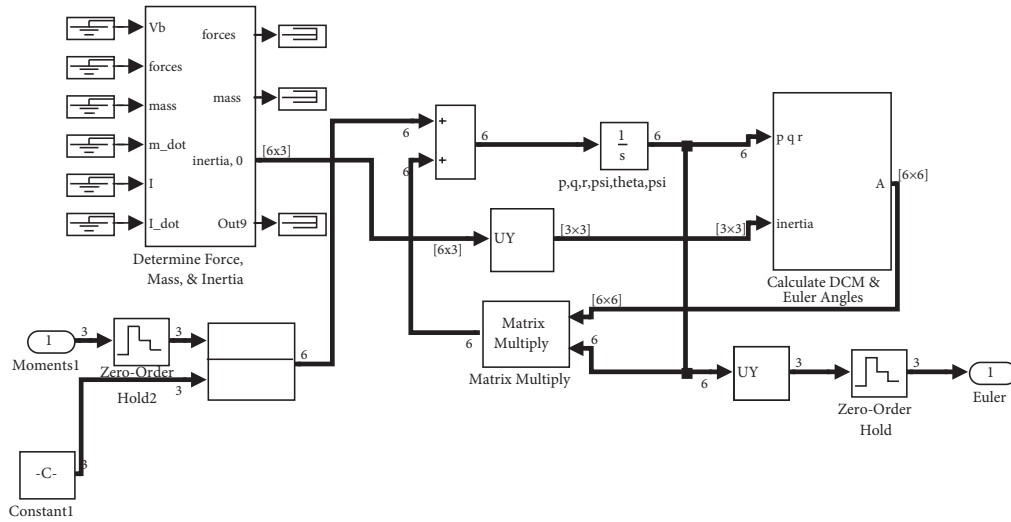 Vb
forces
mass
m_dot
I
I_dot
forces
mass
inertia, 0
Out9
[6x3]
Determine Force,
Mass, & Inertia
6
+
6
+
6
1
s
6
p,q,r,psi,theta,psi
6
p q r
A
[6×6]
[6x3]
UY
[3×3]
[3×3]
inertia
Calculate DCM &
Euler Angles
[6×6]
1
3
Moments1
3
Zero-Order
Hold2
3
6
Matrix
Multiply
6
6
Matrix Multiply
6
UY
3
3
1
Zero-Order
Hold
Euler
-C-
3
Constant1